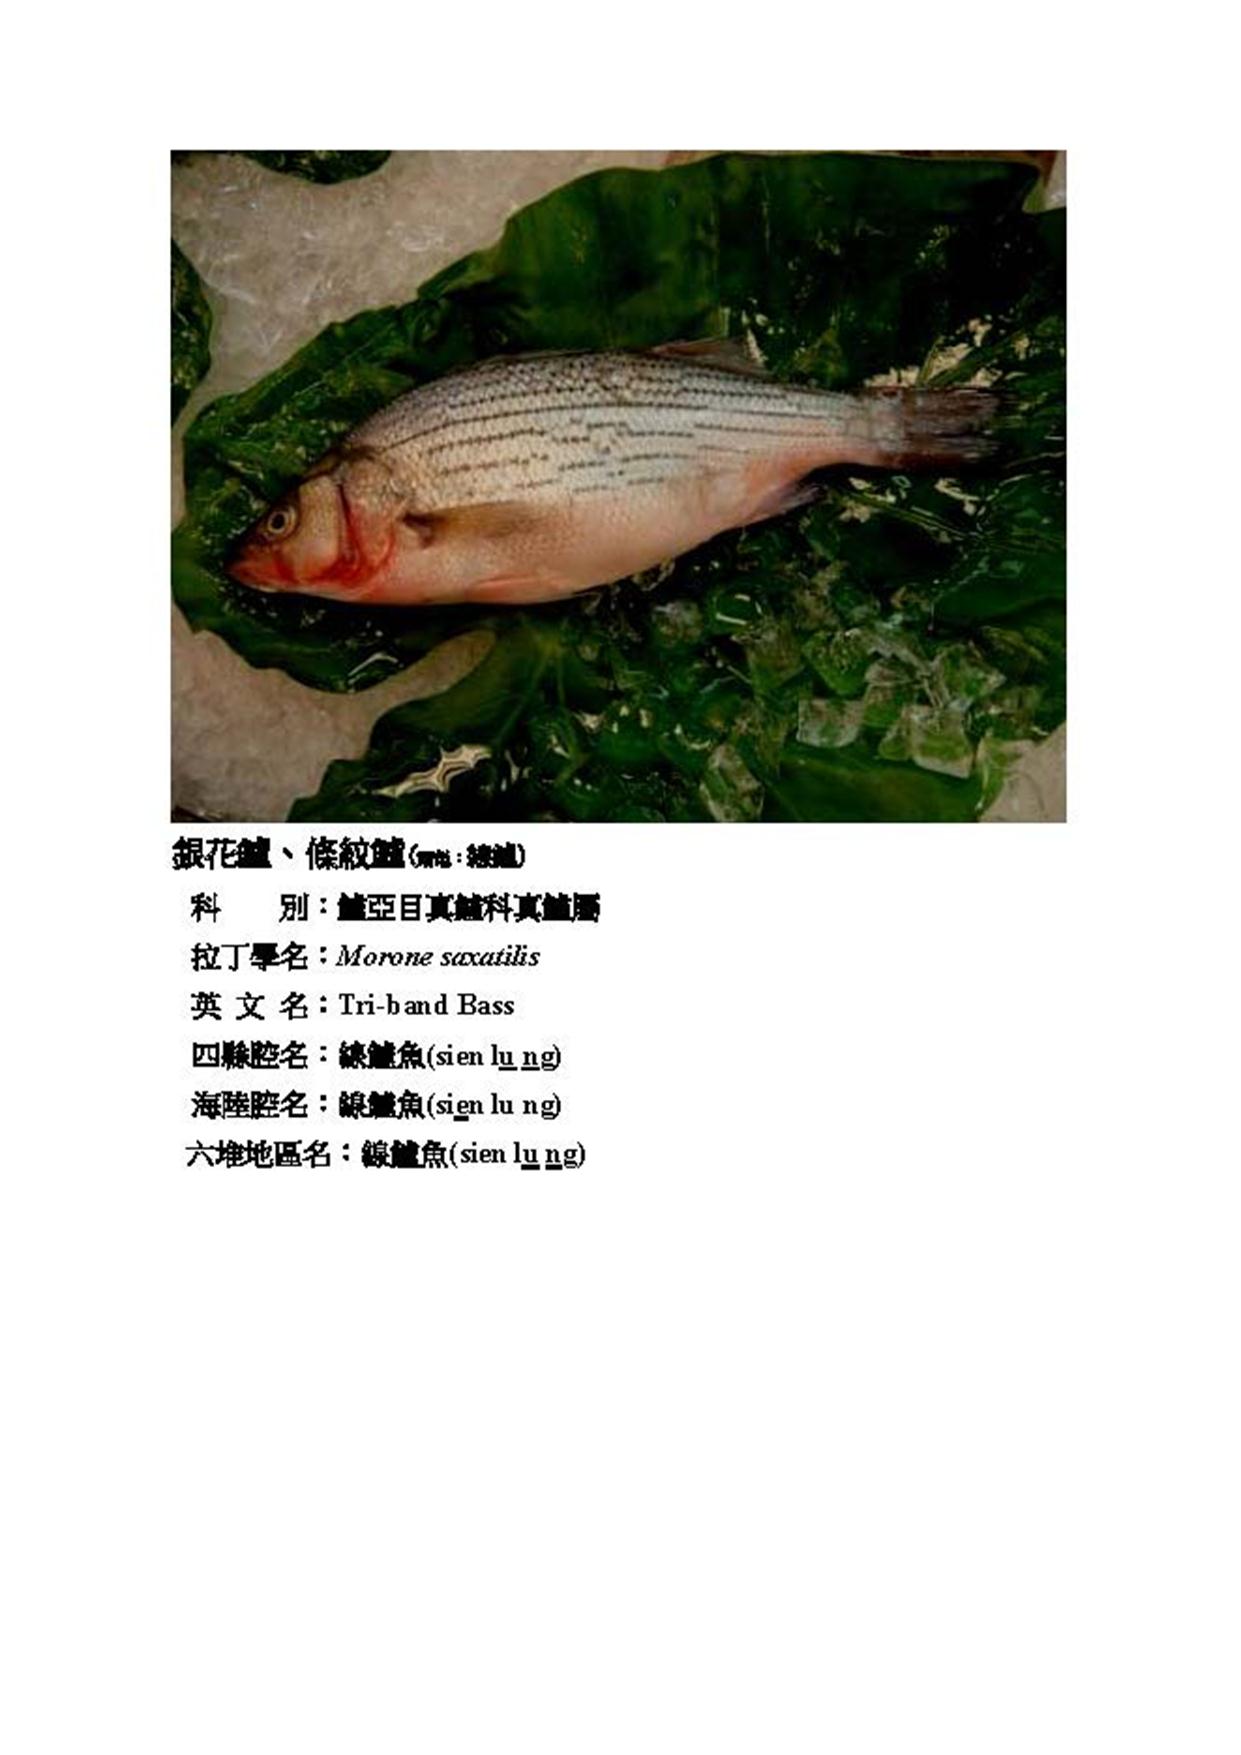 銀花鱸、條紋鱸(：線鱸)
科 別：鱸亞目真鱸科真鱸屬
拉丁學名：Morone saxatilis
英文名：Tri-band Bass
四縣腔名：線鱸魚(sien lu ng)
海陸腔名：線鱸魚(sien lu ng)
六堆地區名：線鱸魚(sien lu ng)